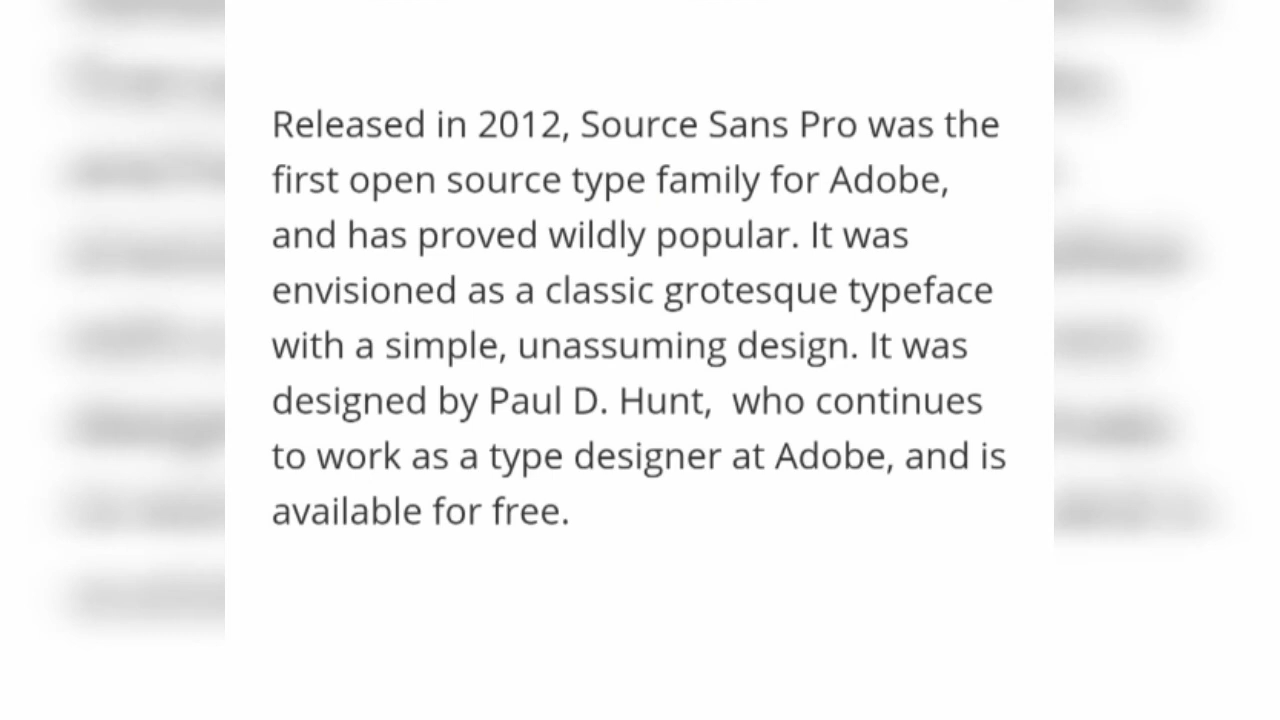 Released in 2012, Source Sans Pro was the
first open source type family for Adobe,
and has proved wildly popular. It was
envisioned as a classic grotesque typeface
with a simple, unassuming design. It was
designed by Paul D. Hunt,  who continues
to work as a type designer at Adobe, and is
available for free.